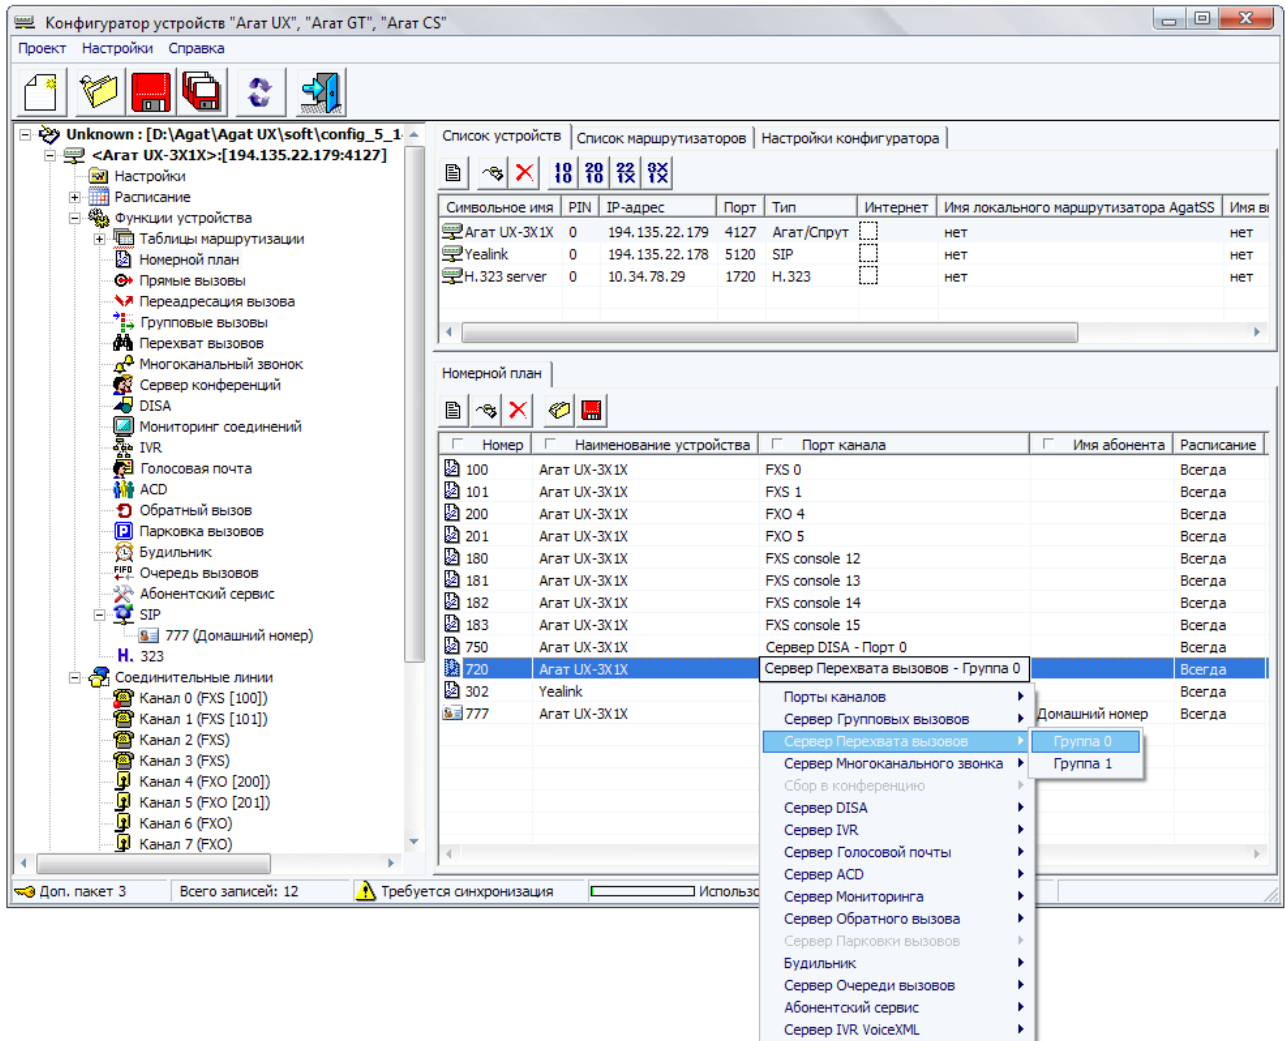 Конфигуратор устройств "Агат UX", "Агат GT", "Агат CS"
Проект Настройки Справка
Unknown : [D:\Agat\Agat UX\soft\config_5_1
<Агат UX-3X1X>:[194.135.22.179:4127]
Настройки
Расписание
Функции устройства
Таблицы маршрутизации
Номерной план
Прямые вызовы
Переадресация вызова
Групповые вызовы
Перехват вызовов
Многоканальный звонок
Сервер конференций
DISA
Мониторинг соединений
IVR
Голосовая почта
ACD
Обратный вызов
Парковка вызовов
Будильник
FIFO Очередь вызовов
Абонентский сервис
SIP
777 (Домашний номер)
H. 323
Соединительные линии
Канал 0 (FXS [100])
Канал 1 (FXS [101])
Канал 2 (FXS)
Канал 3 (FXS)
Канал 4 (FXO [200])
Канал 5 (FXO [201])
Канал 6 (FXO)
Канал 7 (FXO)
Список устройств Список маршрутизаторов Настройки конфигуратора
10 20 22 3X
10 10 1X 1X
Символьное имя PIN IP-адрес Порт Тип Интернет Имя локального маршрутизатора AgatSS Имя
Агат UX-3X1X 0 194.135.22.179 4127 Агат/Спрут нет нет
Yealink 0 194.135.22.178 5120 SIP нет нет
H.323 server 0 10.34.78.29 1720 H.323 нет нет
Номерной план
Номер Наименование устройства Порт канала Имя абонента Расписание
100 Агат UX-3X1X FXS 0 Всегда
101 Агат UX-3X1X FXS 1 Всегда
200 Агат UX-3X1X FXO 4 Всегда
201 Агат UX-3X1X FXO 5 Всегда
180 Агат UX-3X1X FXS console 12 Всегда
181 Агат UX-3X1X FXS console 13 Всегда
182 Агат UX-3X1X FXS console 14 Всегда
183 Агат UX-3X1X FXS console 15 Всегда
750 Агат UX-3X1X Сервер DISA - Порт 0 Всегда
720 Агат UX-3X1X Сервер Перехвата вызовов - Группа 0 Всегда
302 Yealink Всегда
777 Агат UX-3X1X Домашний номер Всегда
Порты каналов
Сервер Групповых вызовов
Сервер Перехвата вызовов
Группа 0
Группа 1
Сервер Многоканального звонка
Сбор в конференцию
Сервер DISA
Сервер IVR
Сервер Голосовой почты
Сервер ACD
Сервер Мониторинга
Сервер Обратного вызова
Сервер Парковки вызовов
Будильник
Сервер Очереди вызовов
Абонентский сервис
Сервер IVR VoiceXML
Доп. пакет 3 Всего записей: 12 Требуется синхронизация Использо